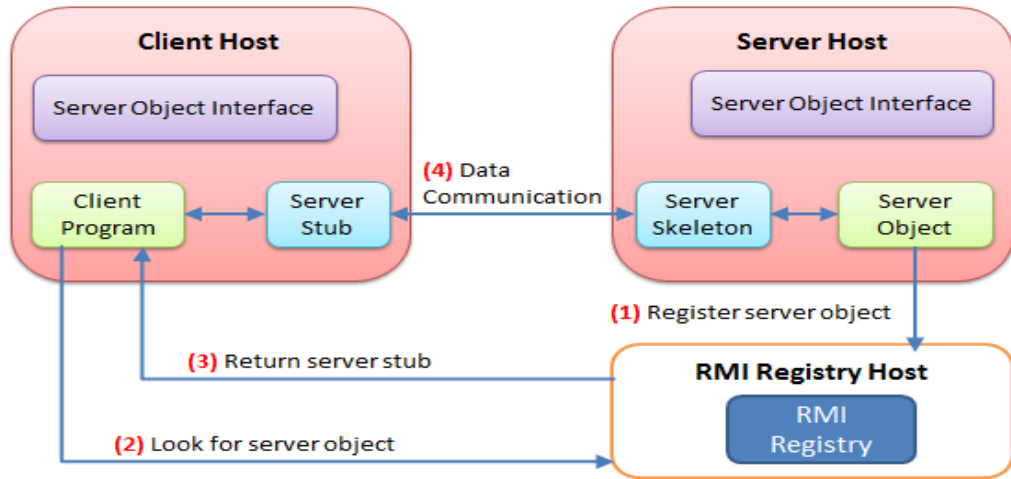 Client Host
Server Object Interface
Client
Program
Server
Stub
(4) Data
Communication
Server Host
Server Object Interface
Server
Skeleton
Server
Object
(1) Register server object
(3) Return server stub
(2) Look for server object
RMI Registry Host
RMI
Registry